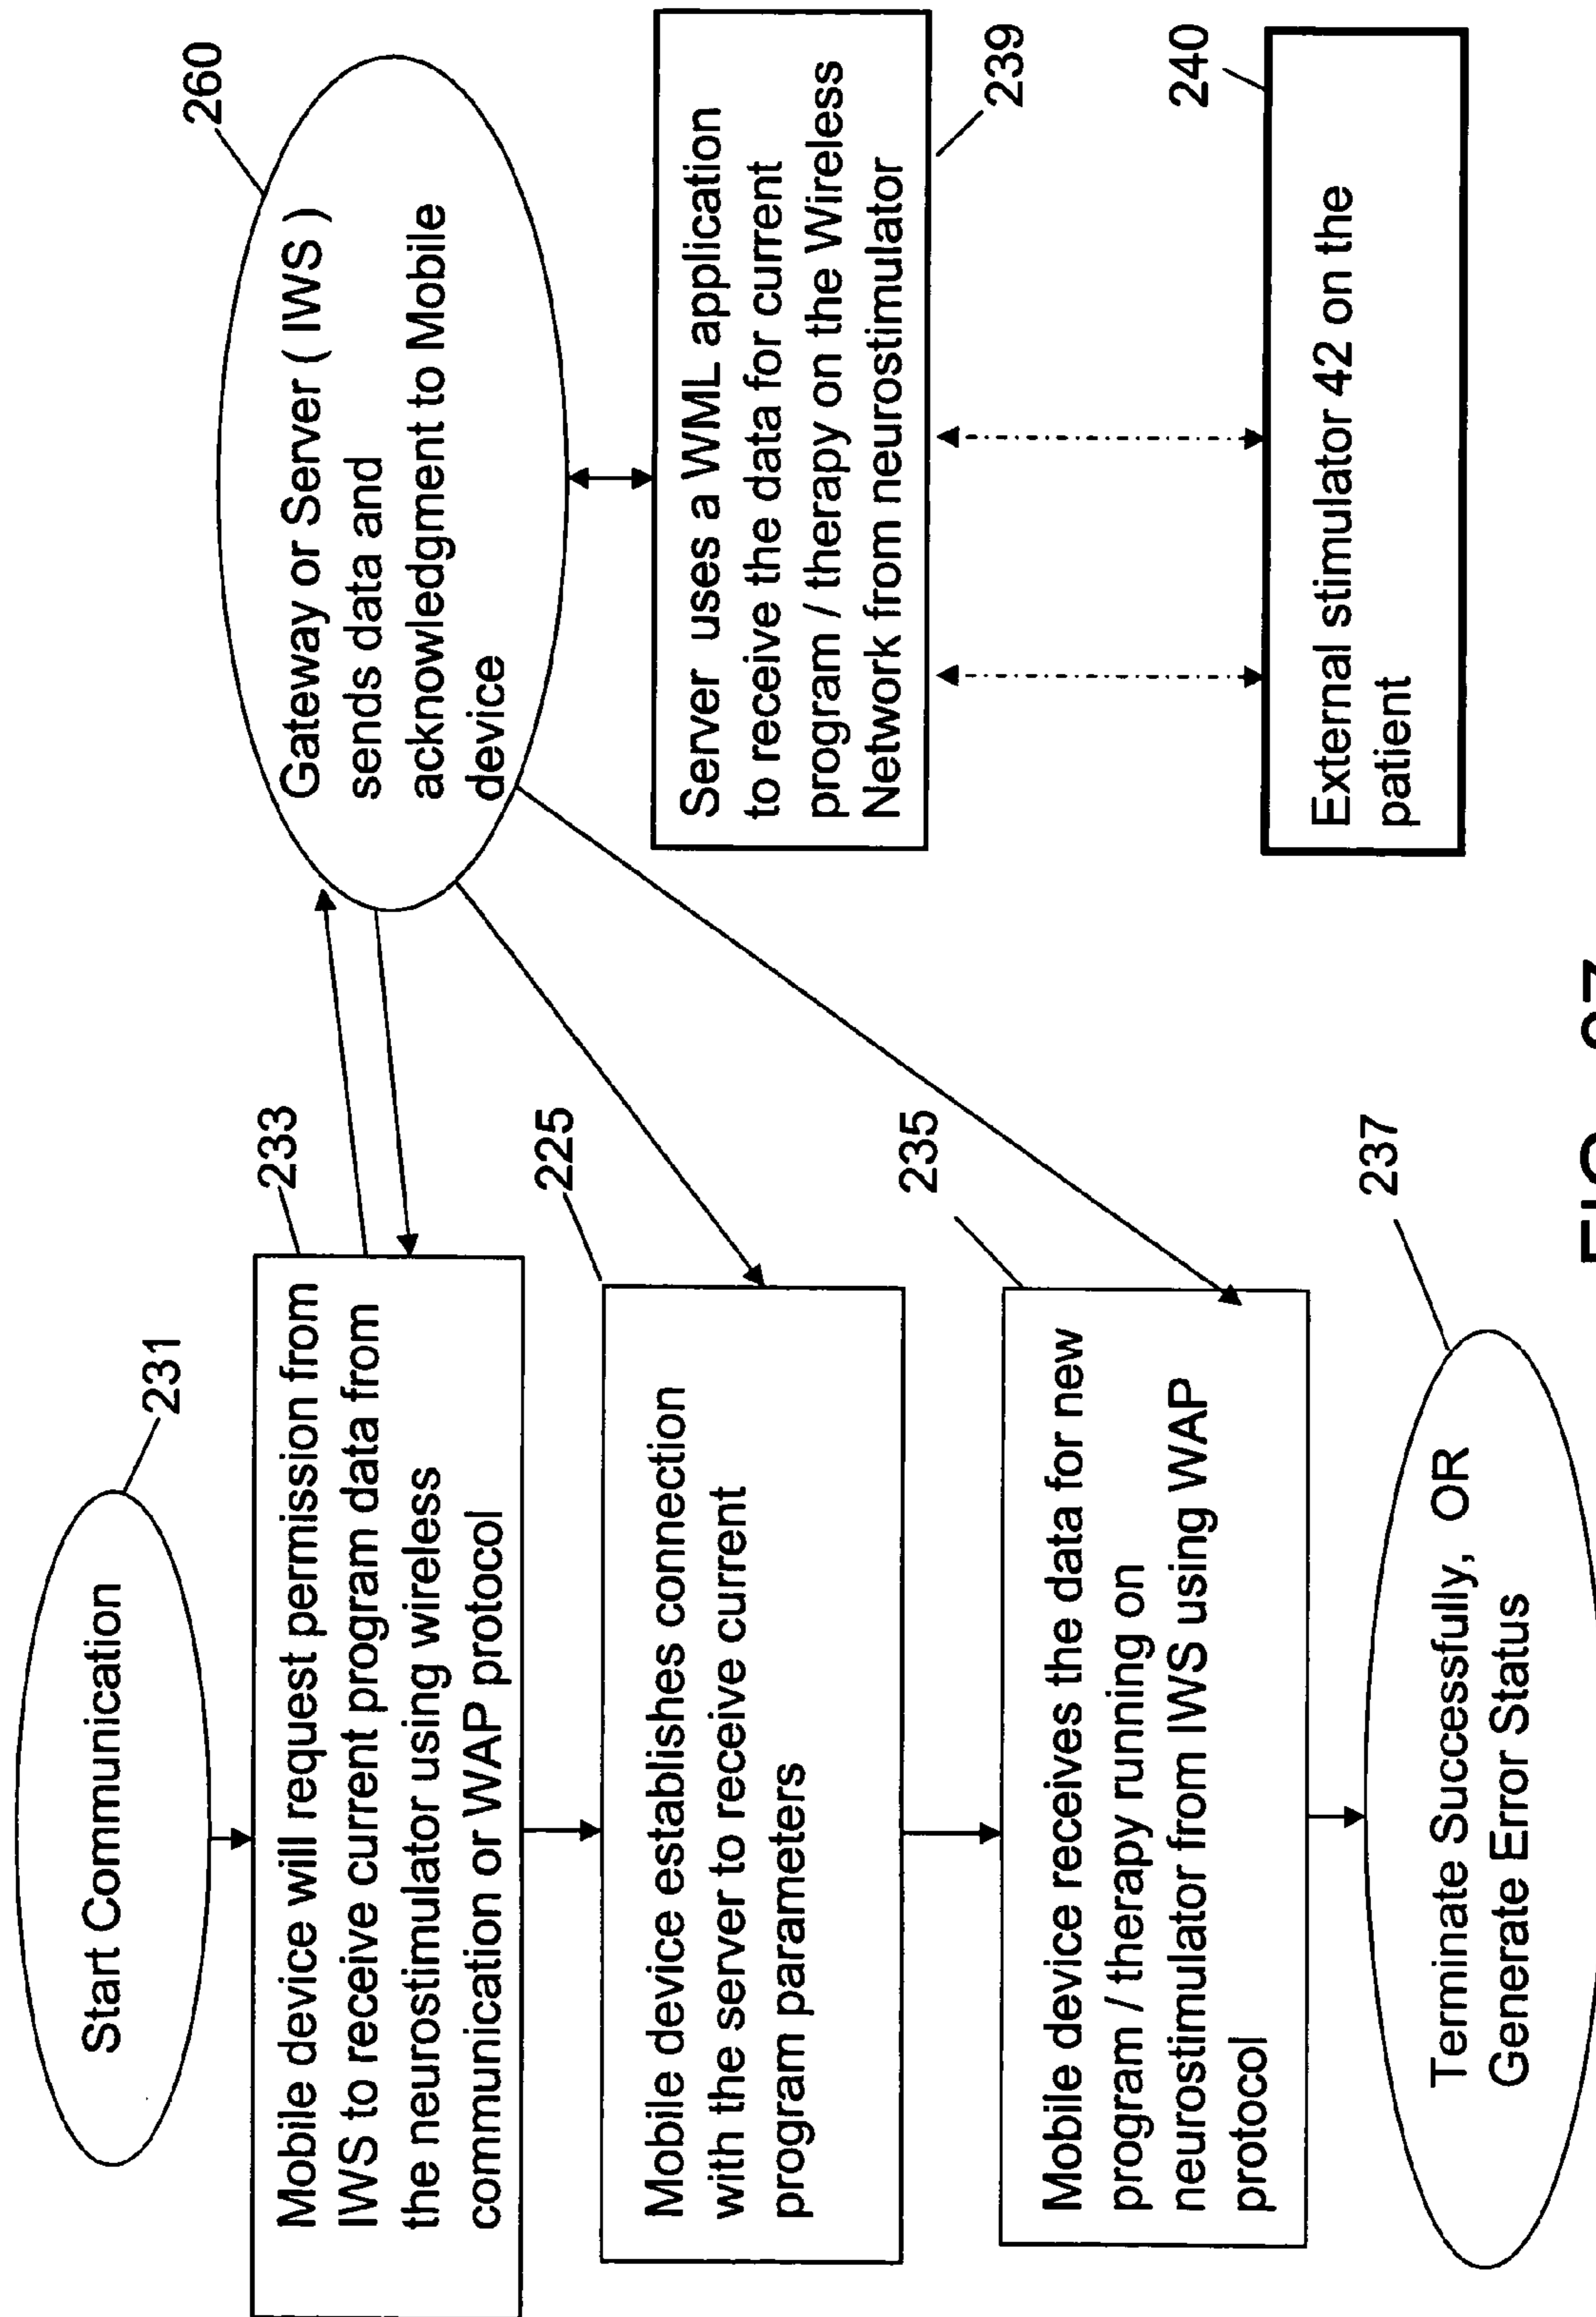 Start Communication
231
Mobile device will request permission from
IWS to receive current program data from
the neurostimulator using wireless
communication or WAP protocol
233
Mobile device establishes connection
with the server to receive current
program parameters
225
Mobile device receives the data for new
program / therapy running on
neurostimulator from IWS using WAP
protocol
235
Terminate Successfully, OR
Generate Error Status
237
Gateway or Server ( IWS )
sends data and
acknowledgment to Mobile
device
260
Server uses a WML application
to receive the data for current
program / therapy on the Wireless
Network from neurostimulator
239
External stimulator 42 on the
patient
240